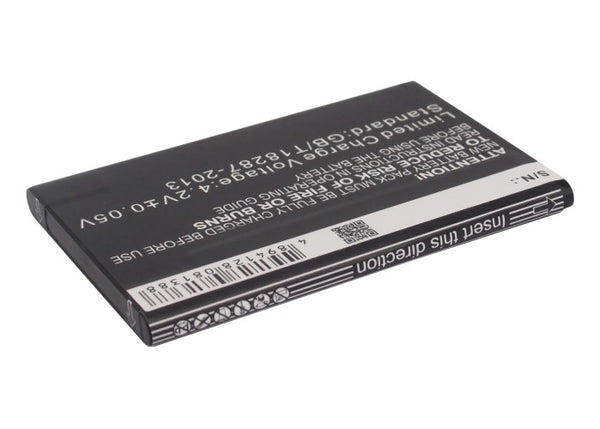 S/N:
ATTENTION!
NEW BATTERY PACK MUST BE FULLY CHARGED BEFORE USE
READ INSTRUCTIONS IN OPERATING GUIDE
BEFORE USING THE BATTERY
TO REDUCE RISK OF FIRE OR BURNS
Standard:GB/T18287-2013
Limited Charge Voltage:4.2V±0.05V
4894128081388
Insert this direction